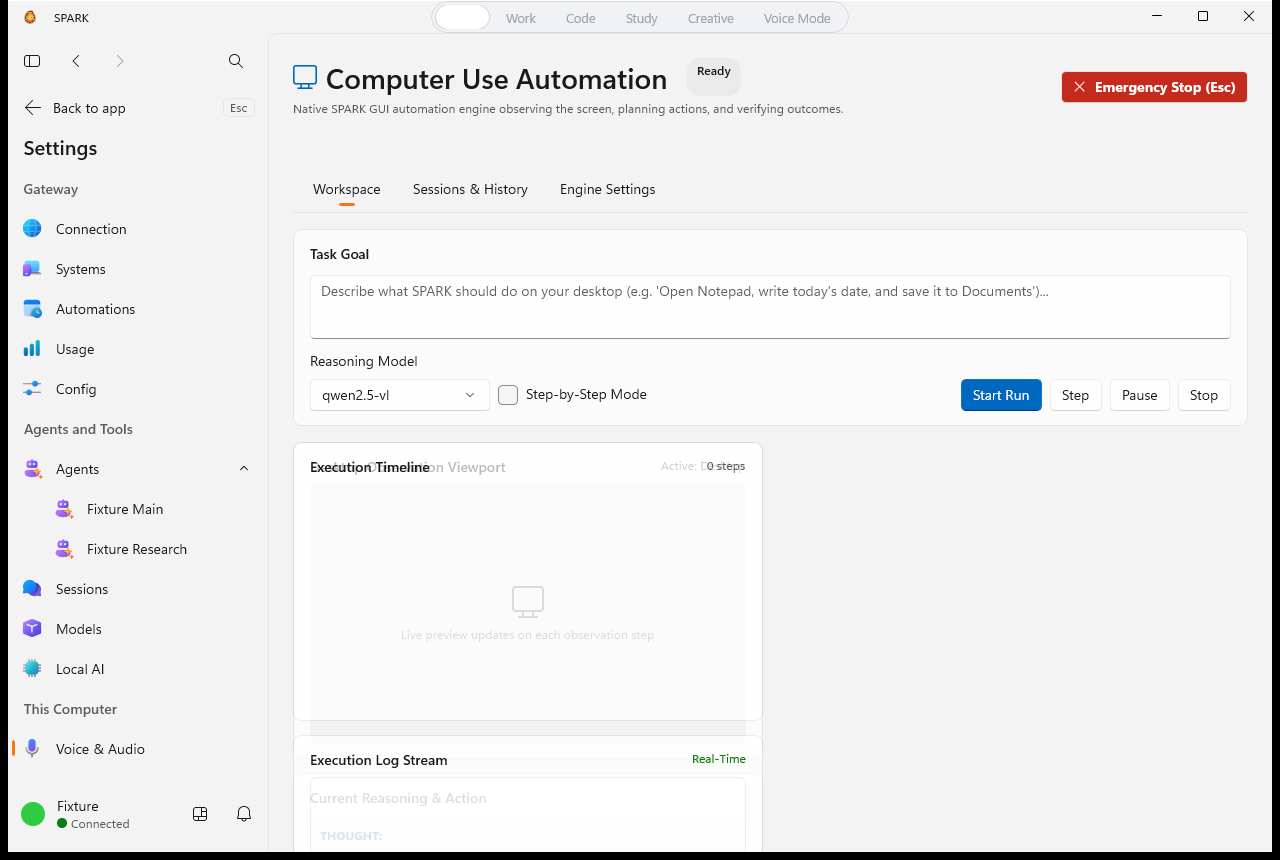 SPARK
Work
Code
Study
Creative
Voice Mode
Back to app
Esc
Settings
Gateway
Connection
Systems
Automations
Usage
Config
Agents and Tools
Agents
Fixture Main
Fixture Research
Sessions
Models
Local AI
This Computer
Voice & Audio
Fixture
Connected
Computer Use Automation
Ready
Emergency Stop (Esc)
Native SPARK GUI automation engine observing the screen, planning actions, and verifying outcomes.
Workspace
Sessions & History
Engine Settings
Task Goal
Describe what SPARK should do on your desktop (e.g. 'Open Notepad, write today's date, and save it to Documents')...
Reasoning Model
qwen2.5-vl
Step-by-Step Mode
Start Run
Step
Pause
Stop
Execution Timeline
Viewport
Active:
0 steps
Live preview updates on each observation step
Execution Log Stream
Real-Time
Current Reasoning & Action
THOUGHT: